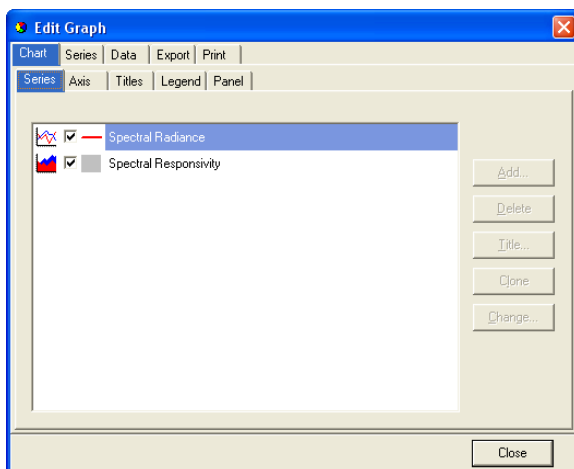 Edit Graph
Chart Series Data Export Print
Series Axis Titles Legend Panel
Spectral Radiance
Spectral Responsivity
Add...
Delete
Title...
Clone
Change...
Close